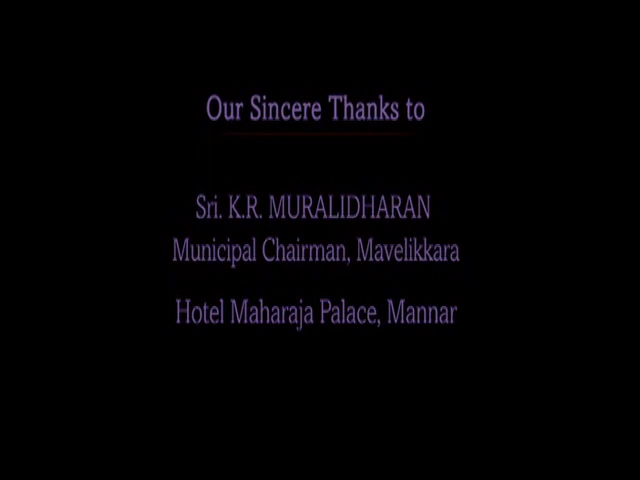 Our Sincere Thanks to
Sri. K.R. MURALIDHARAN
Municipal Chairman, Mavelikkara
Hotel Maharaja Palace, Mannar